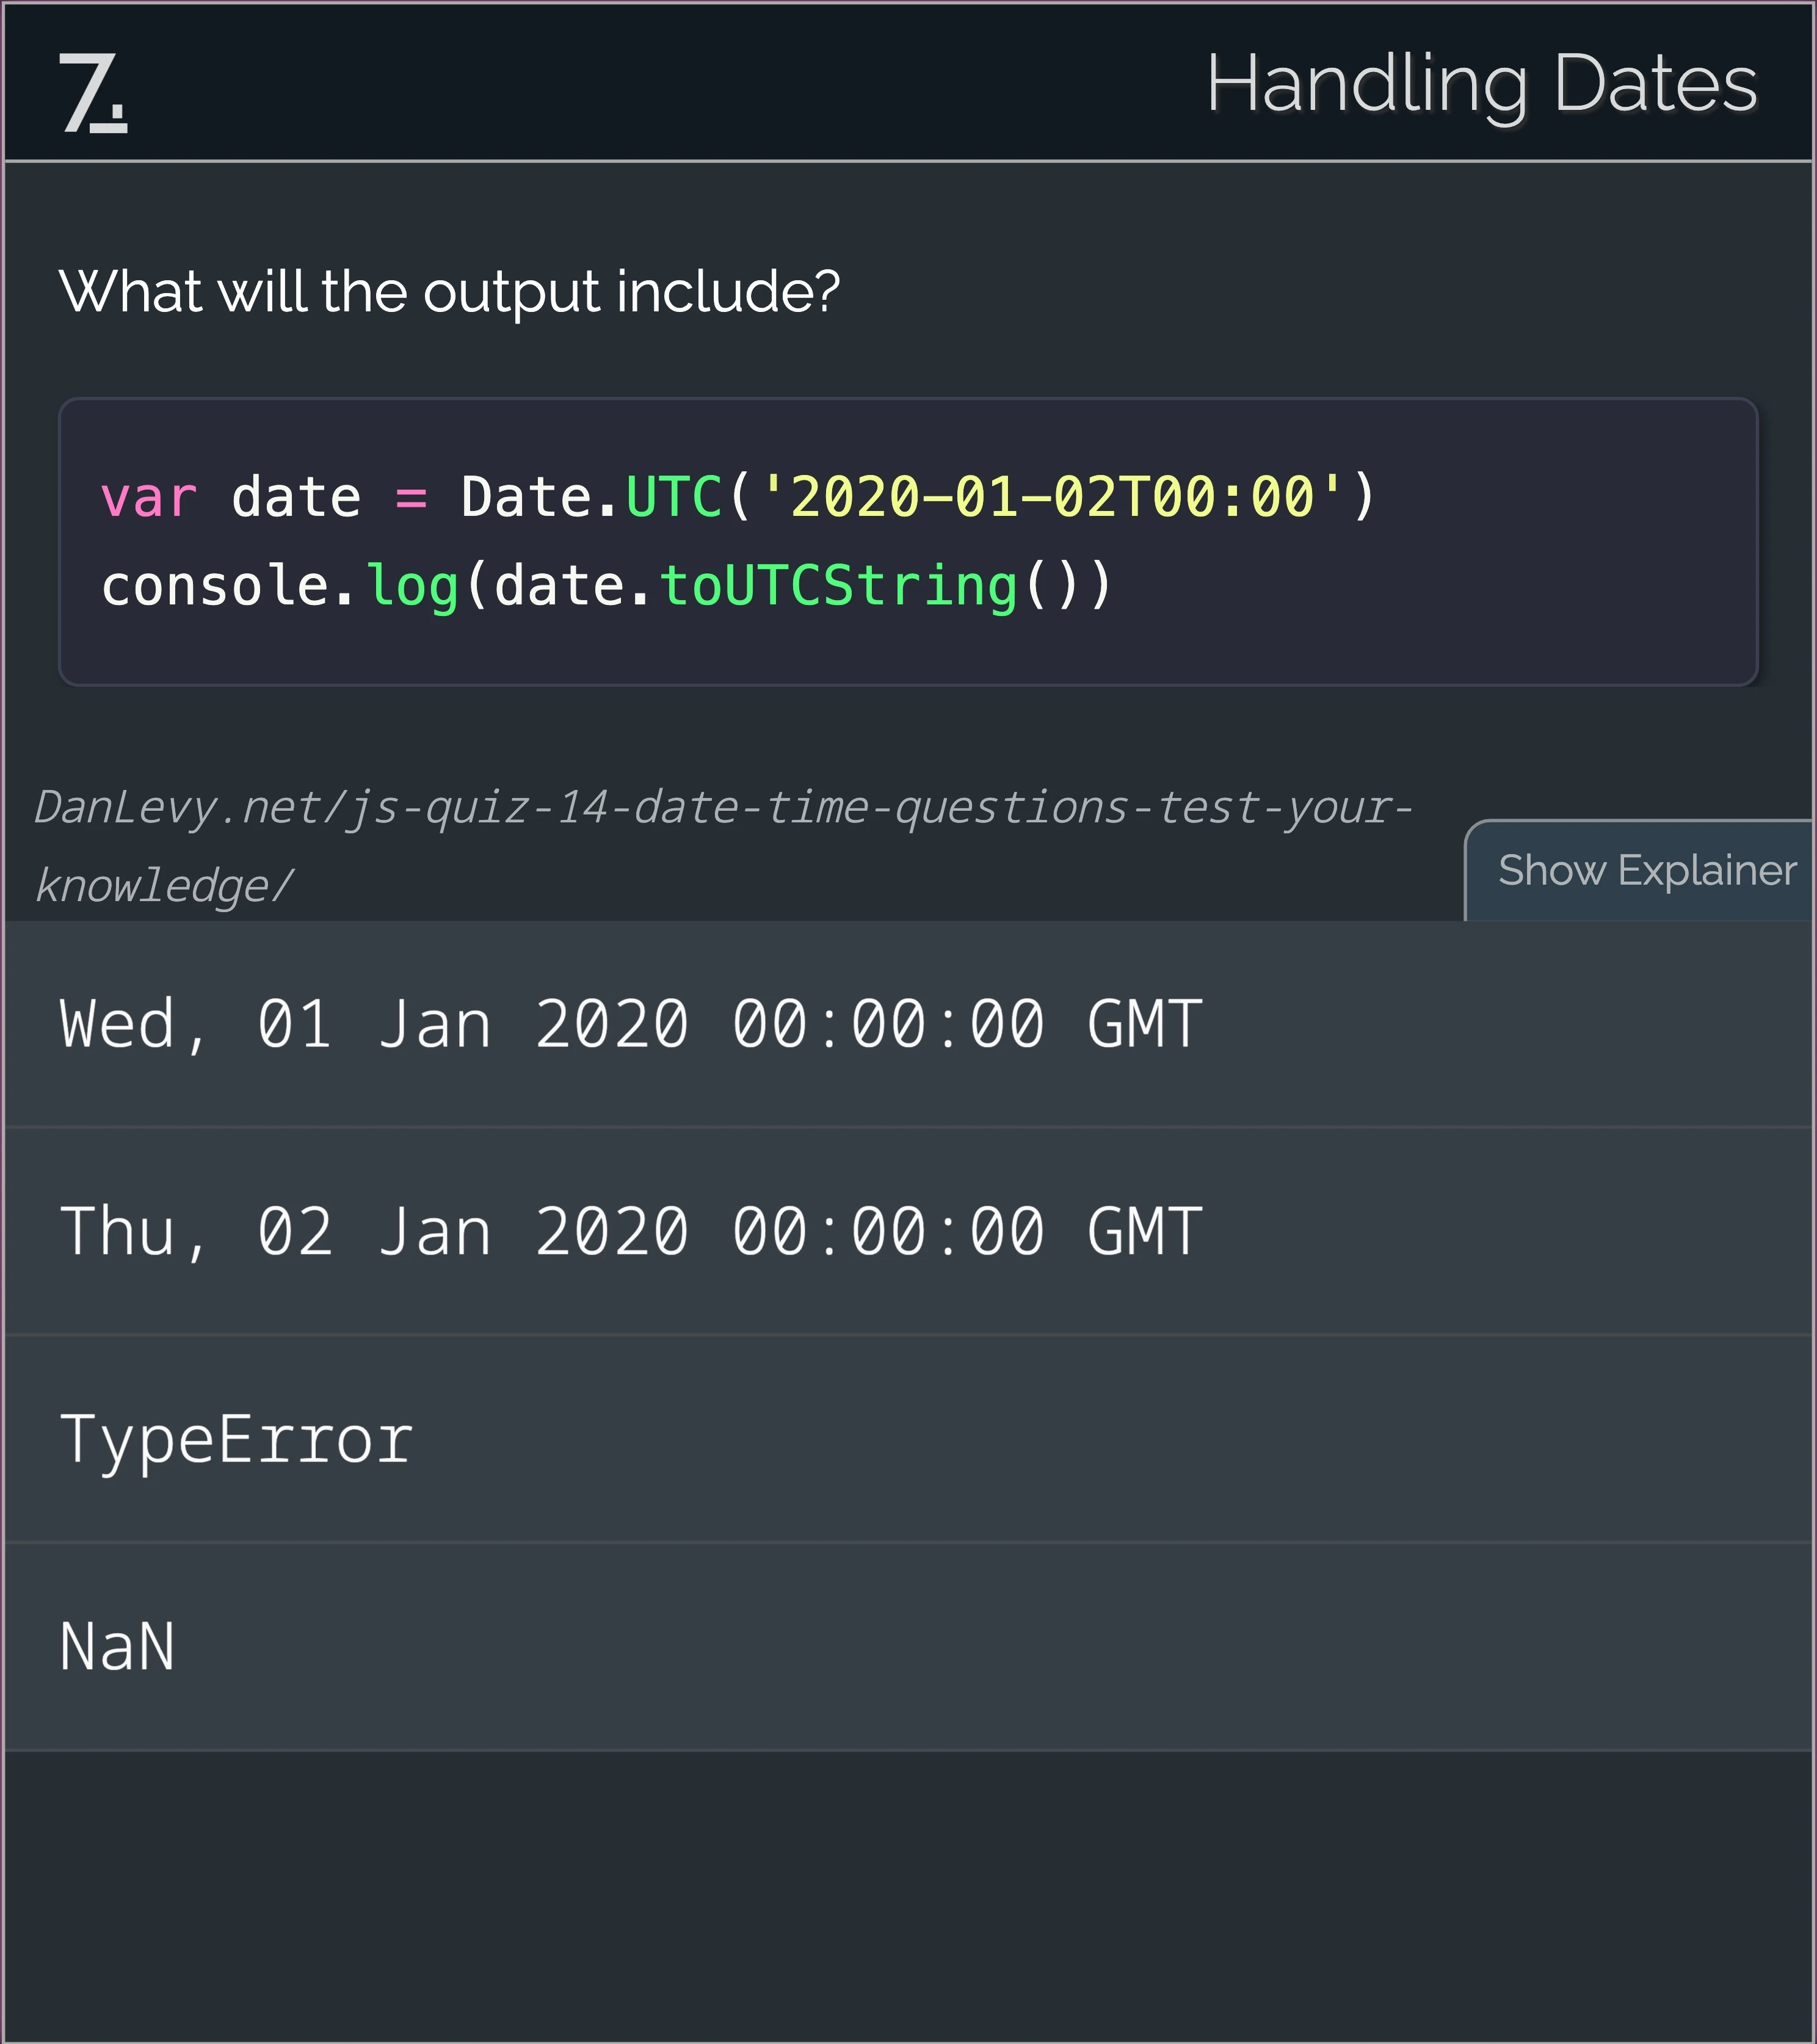 7.
Handling Dates
What will the output include?
var date = Date.UTC('2020-01-02T00:00')
console.log(date.toUTCString())
DanLevy.net/js-quiz-14-date-time-questions-test-your-
knowledge/
Show Explainer
Wed, 01 Jan 2020 00:00:00 GMT
Thu, 02 Jan 2020 00:00:00 GMT
TypeError
NaN